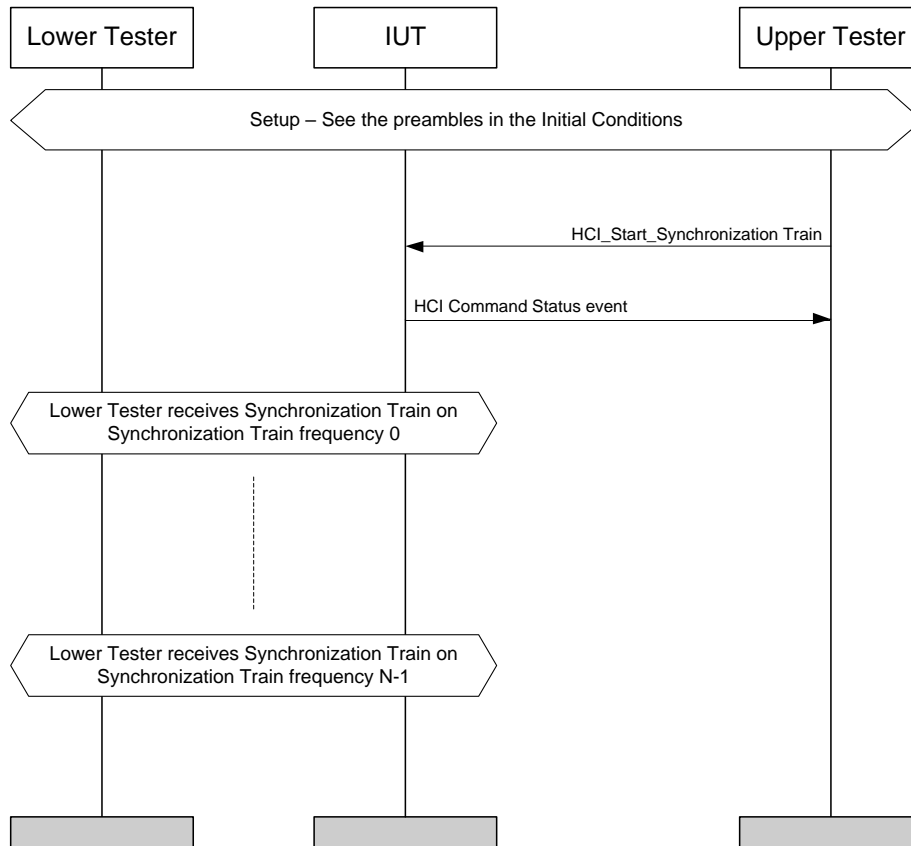 Lower Tester
IUT
Upper Tester
Setup – See the preambles in the Initial Conditions
HCI_Start_Synchronization Train
HCI Command Status event
Lower Tester receives Synchronization Train on
Synchronization Train frequency 0
Lower Tester receives Synchronization Train on
Synchronization Train frequency N-1